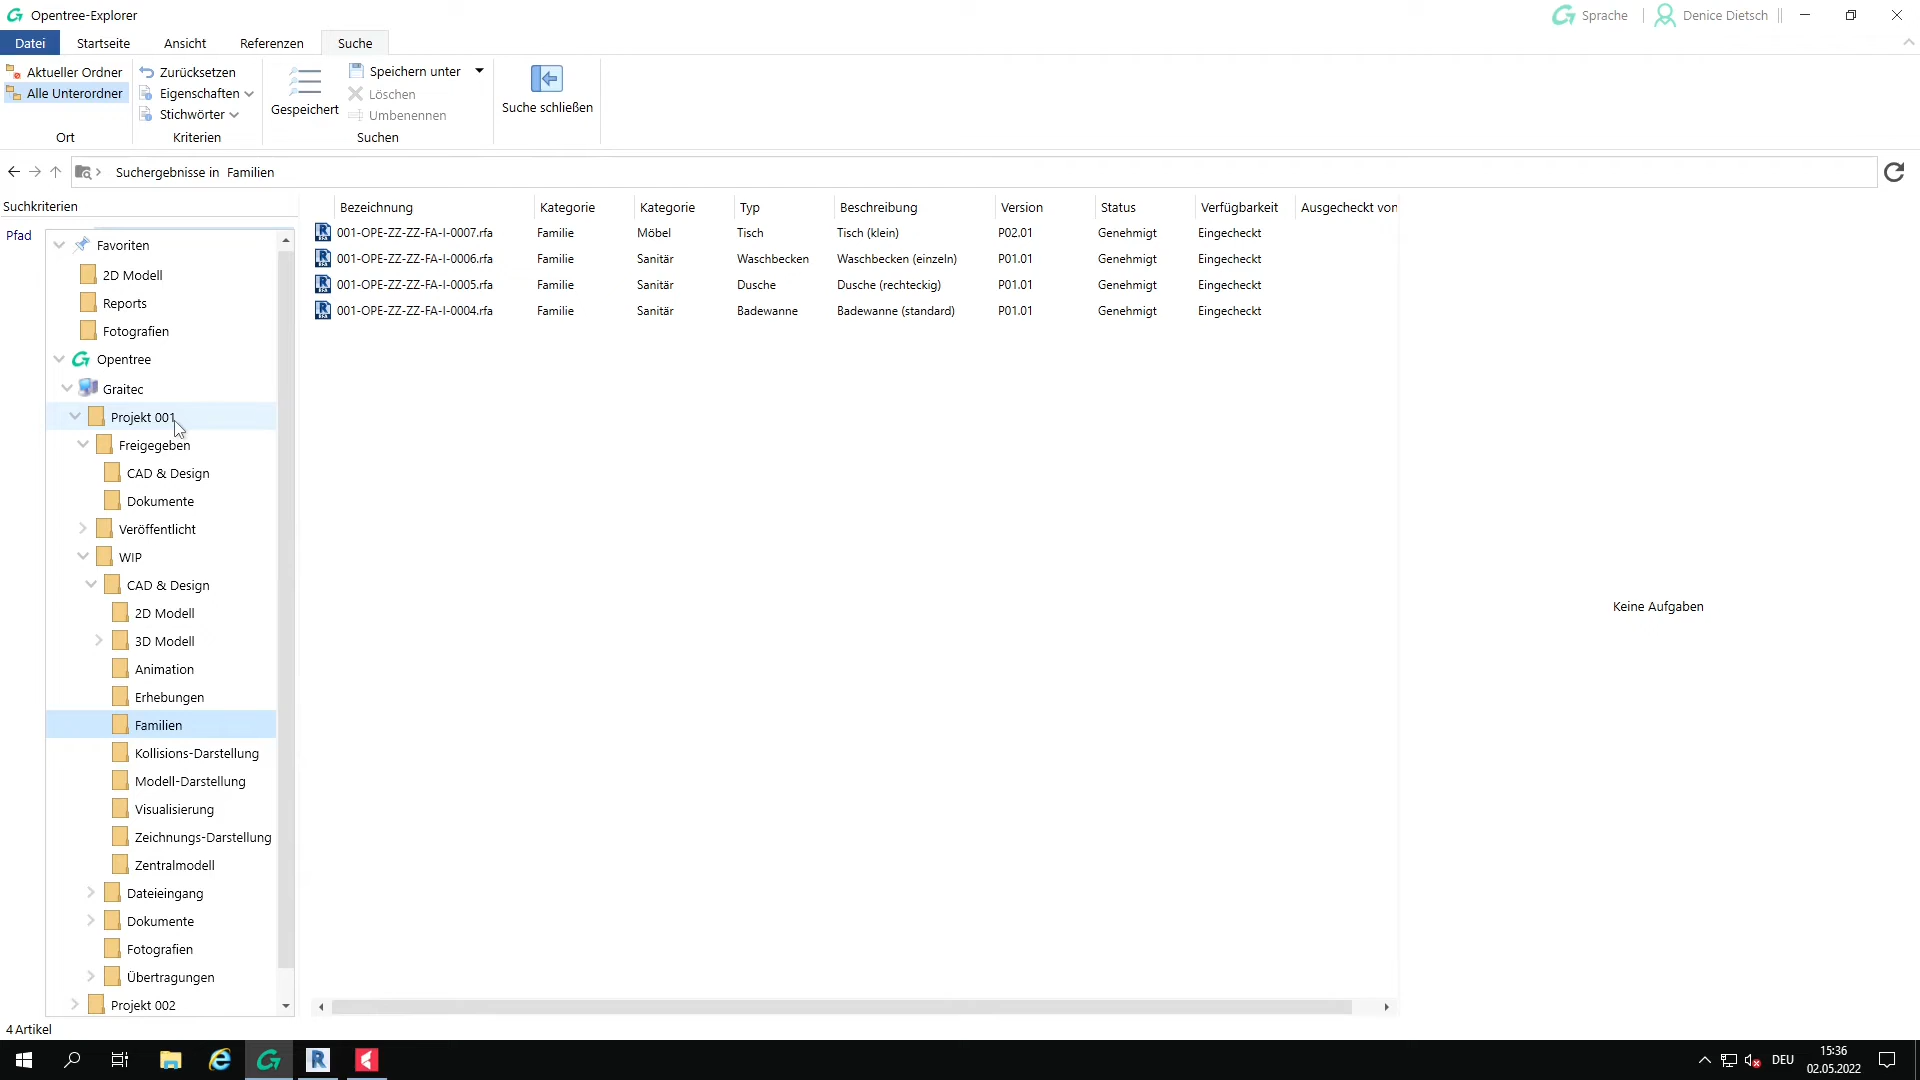 Opentree-Explorer
Sprache
Denice Dietsch
Datei
Startseite
Ansicht
Referenzen
Suche
Aktueller Ordner
Alle Unterordner
Ort
Zurücksetzen
Eigenschaften
Stichwörter
Kriterien
Gespeichert
Speichern unter
Löschen
Umbenennen
Suchen
Suche schließen
Suchergebnisse in Familien
Suchkriterien
Pfad
Favoriten
2D Modell
Reports
Fotografien
Opentree
Graitec
Projekt 001
Freigegeben
CAD & Design
Dokumente
Veröffentlicht
WIP
CAD & Design
2D Modell
3D Modell
Animation
Erhebungen
Familien
Kollisions-Darstellung
Modell-Darstellung
Visualisierung
Zeichnungs-Darstellung
Zentralmodell
Dateieingang
Dokumente
Fotografien
Übertragungen
Projekt 002
Bezeichnung Kategorie Kategorie Typ Beschreibung Version Status Verfügbarkeit Ausgecheckt von
001-OPE-ZZ-ZZ-FA-I-0007.rfa Familie Möbel Tisch Tisch (klein) P02.01 Genehmigt Eingecheckt
001-OPE-ZZ-ZZ-FA-I-0006.rfa Familie Sanitär Waschbecken Waschbecken (einzeln) P01.01 Genehmigt Eingecheckt
001-OPE-ZZ-ZZ-FA-I-0005.rfa Familie Sanitär Dusche Dusche (rechteckig) P01.01 Genehmigt Eingecheckt
001-OPE-ZZ-ZZ-FA-I-0004.rfa Familie Sanitär Badewanne Badewanne (standard) P01.01 Genehmigt Eingecheckt
Keine Aufgaben
4 Artikel
DEU
15:36
02.05.2022